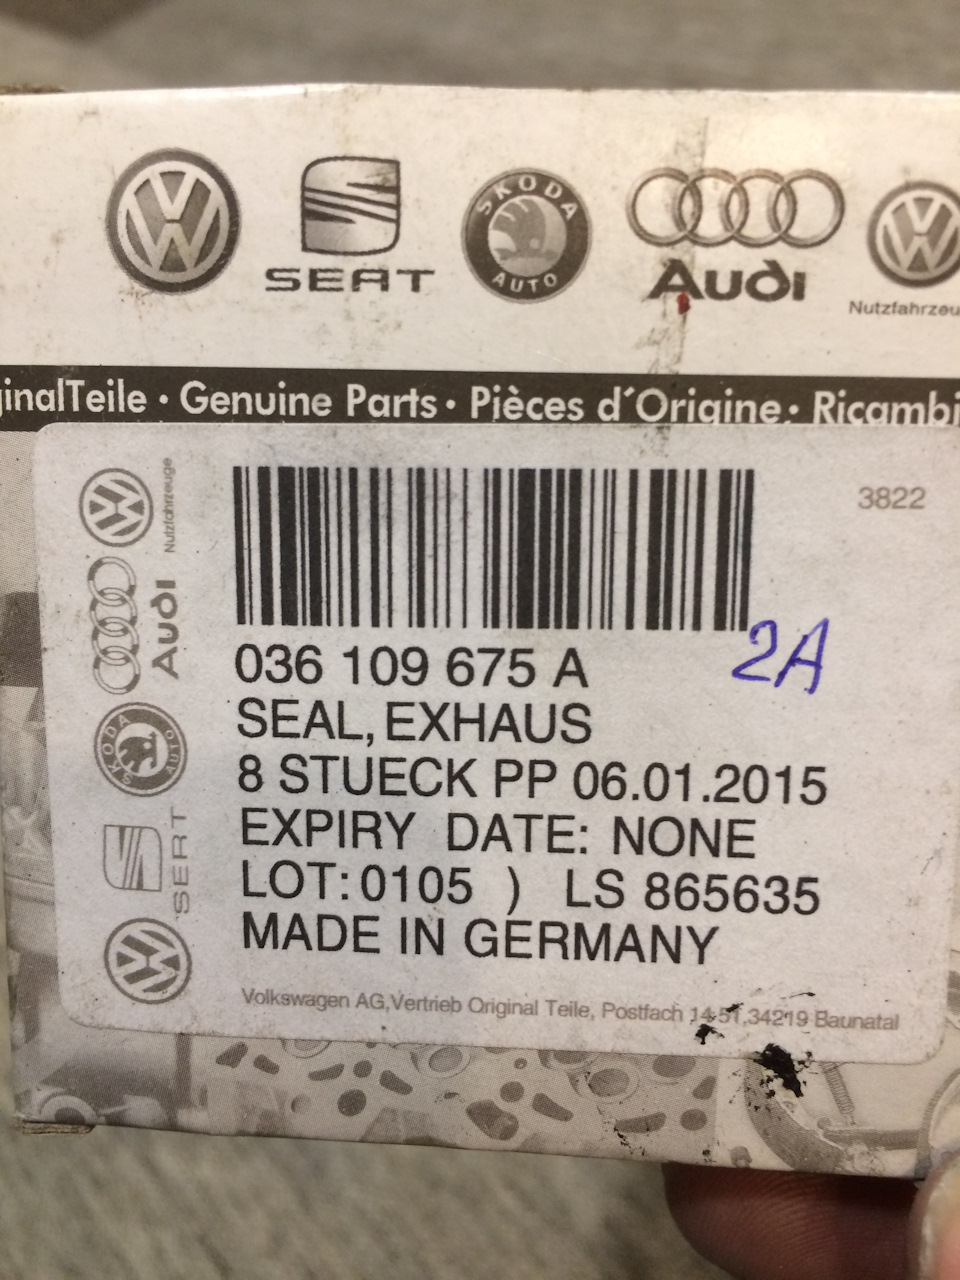 SEAT
SKODA
AUTO
Audi
Nutzfahrzeu
ginalTeile · Genuine Parts · Pièces d´Origine · Ricambi
3822
Nutzfahrzeuge
Audi
SKODA
AUTO
SEAT
2A
036 109 675 A
SEAL,EXHAUS
8 STUECK PP 06.01.2015
EXPIRY DATE: NONE
LOT:0105 ) LS 865635
MADE IN GERMANY
Volkswagen AG,Vertrieb Original Teile, Postfach 14 51,34219 Baunatal